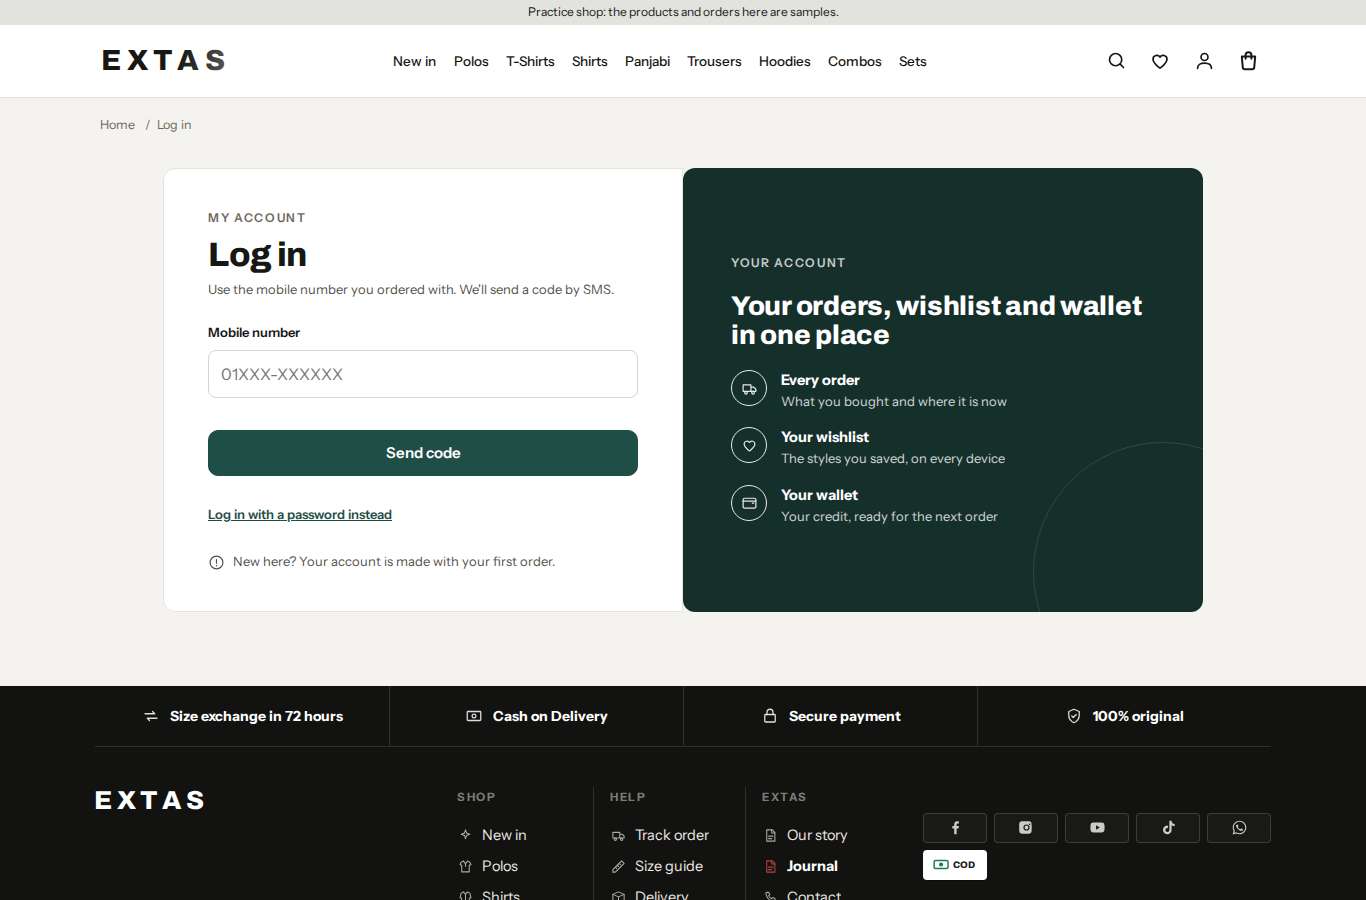 Practice shop: the products and orders here are samples.
EXTAS
New in Polos T-Shirts Shirts Panjabi Trousers Hoodies Combos Sets
Home / Log in
MY ACCOUNT
Log in
Use the mobile number you ordered with. We'll send a code by SMS.
Mobile number
01XXX-XXXXXX
Send code
Log in with a password instead
New here? Your account is made with your first order.
YOUR ACCOUNT
Your orders, wishlist and wallet
in one place
Every order
What you bought and where it is now
Your wishlist
The styles you saved, on every device
Your wallet
Your credit, ready for the next order
Size exchange in 72 hours
Cash on Delivery
Secure payment
100% original
EXTAS
SHOP
New in
Polos
Shirts
HELP
Track order
Size guide
Delivery
EXTAS
Our story
Journal
Contact
COD